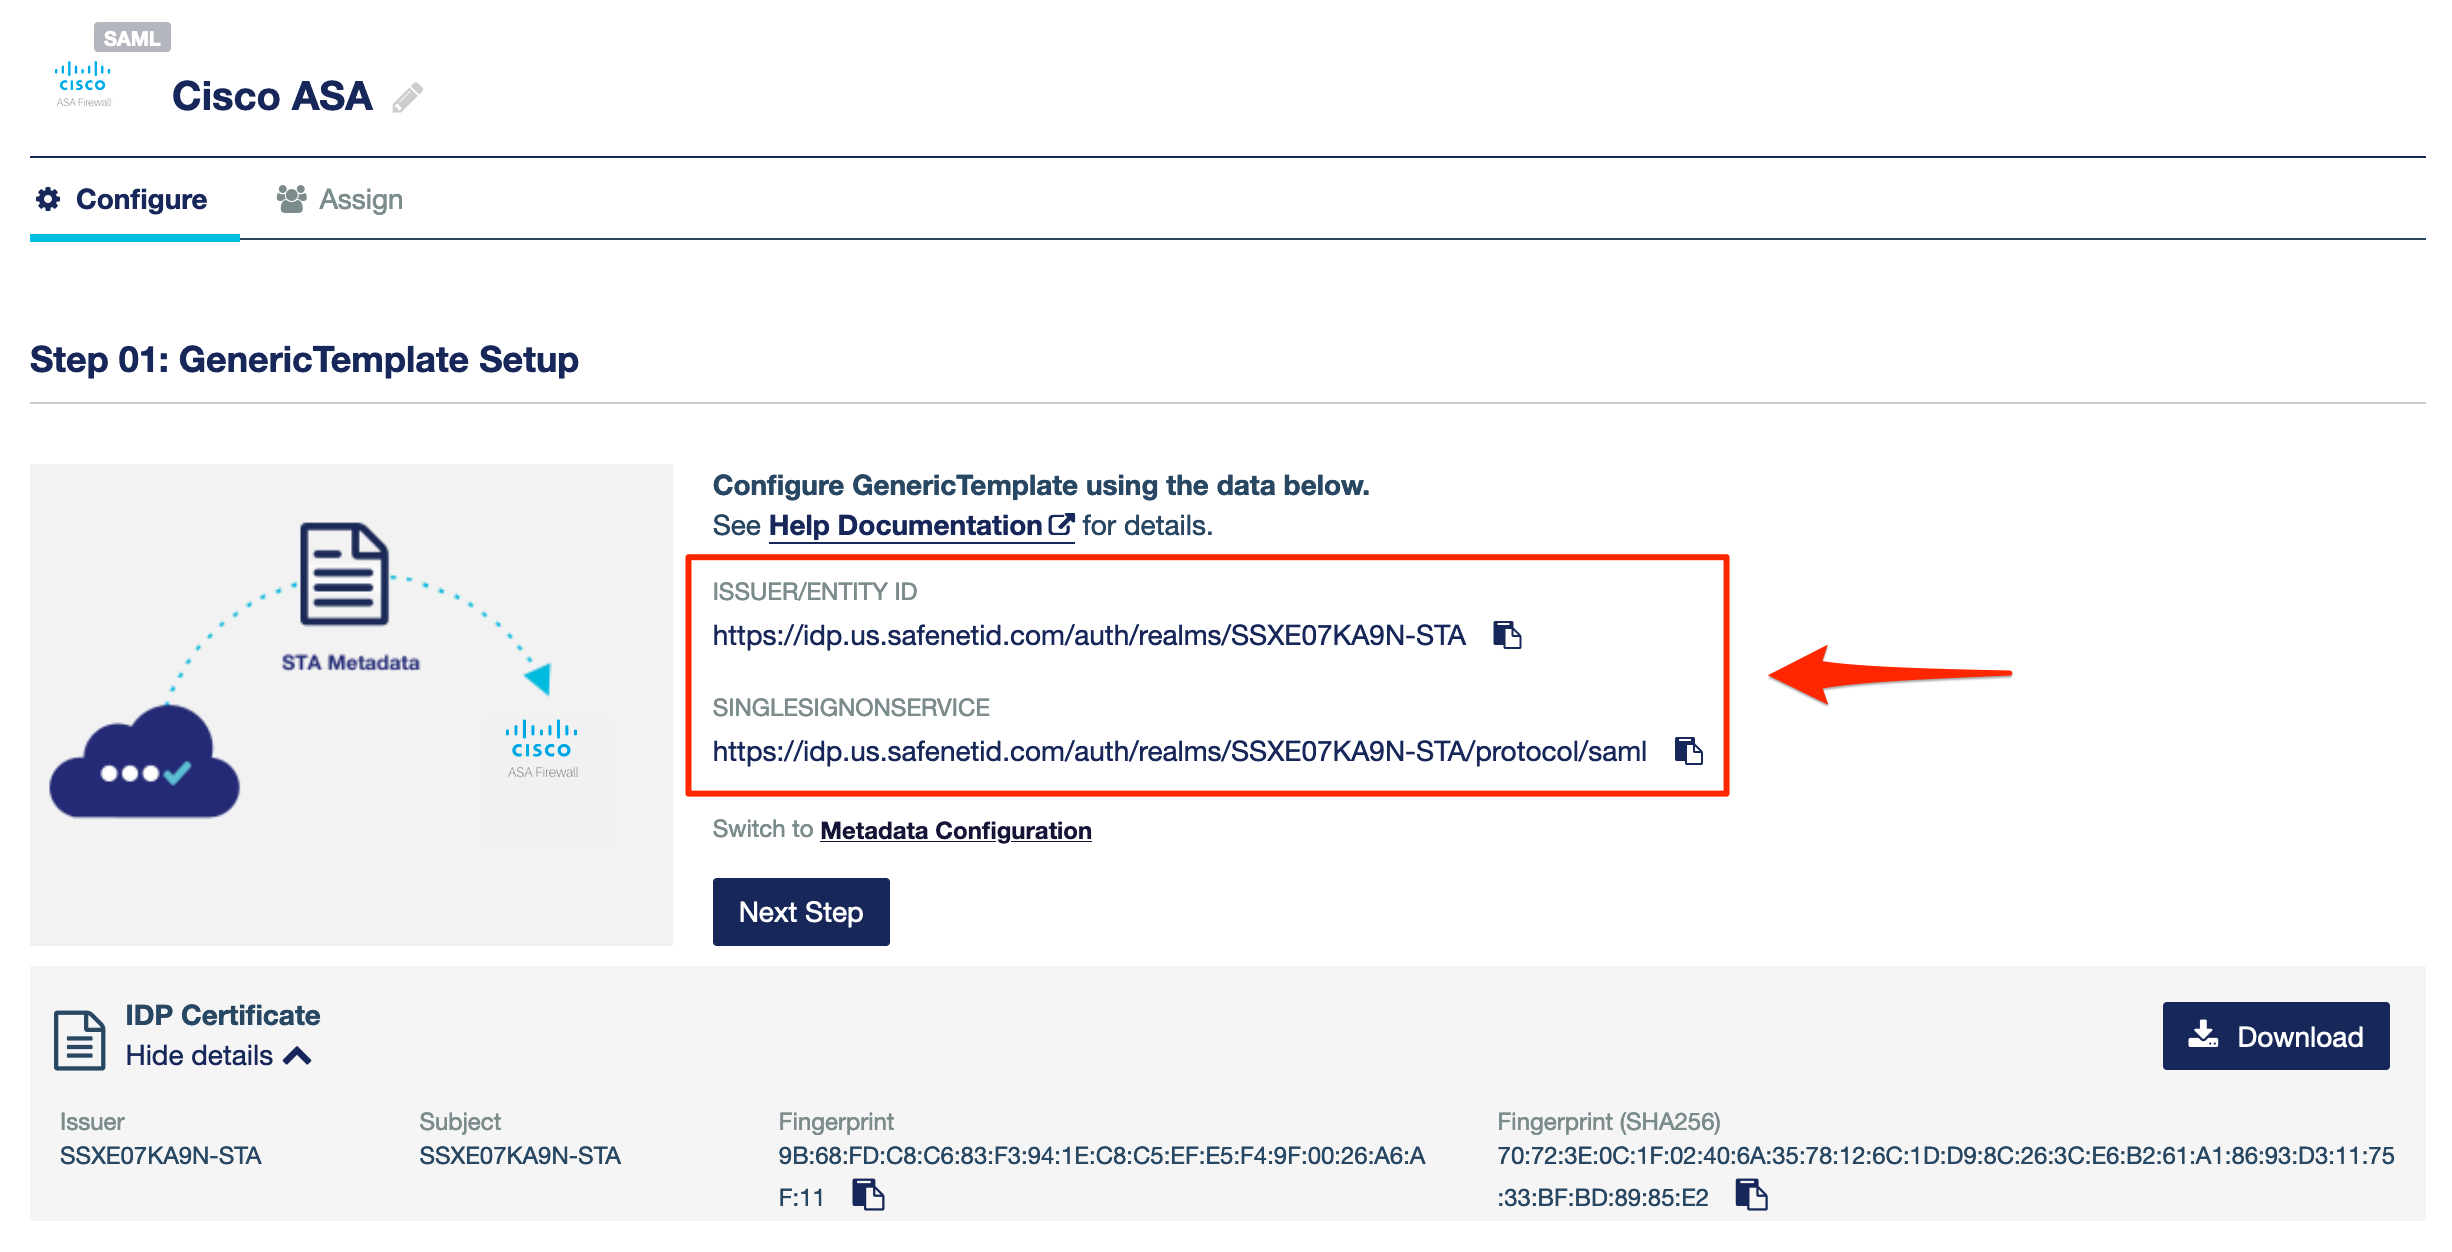 SAML
CISCO
ASA Firewall
Cisco ASA
Configure
Assign
Step 01: GenericTemplate Setup
STA Metadata
CISCO
ASA Firewall
Configure GenericTemplate using the data below.
See Help Documentation for details.
ISSUER/ENTITY ID
https://idp.us.safenetid.com/auth/realms/SSXE07KA9N-STA
SINGLESIGNONSERVICE
https://idp.us.safenetid.com/auth/realms/SSXE07KA9N-STA/protocol/saml
Switch to Metadata Configuration
Next Step
IDP Certificate
Hide details
Download
Issuer
SSXE07KA9N-STA
Subject
SSXE07KA9N-STA
Fingerprint
9B:68:FD:C8:C6:83:F3:94:1E:C8:C5:EF:E5:F4:9F:00:26:A6:A
F:11
Fingerprint (SHA256)
70:72:3E:0C:1F:02:40:6A:35:78:12:6C:1D:D9:8C:26:3C:E6:B2:61:A1:86:93:D3:11:75
:33:BF:BD:89:85:E2